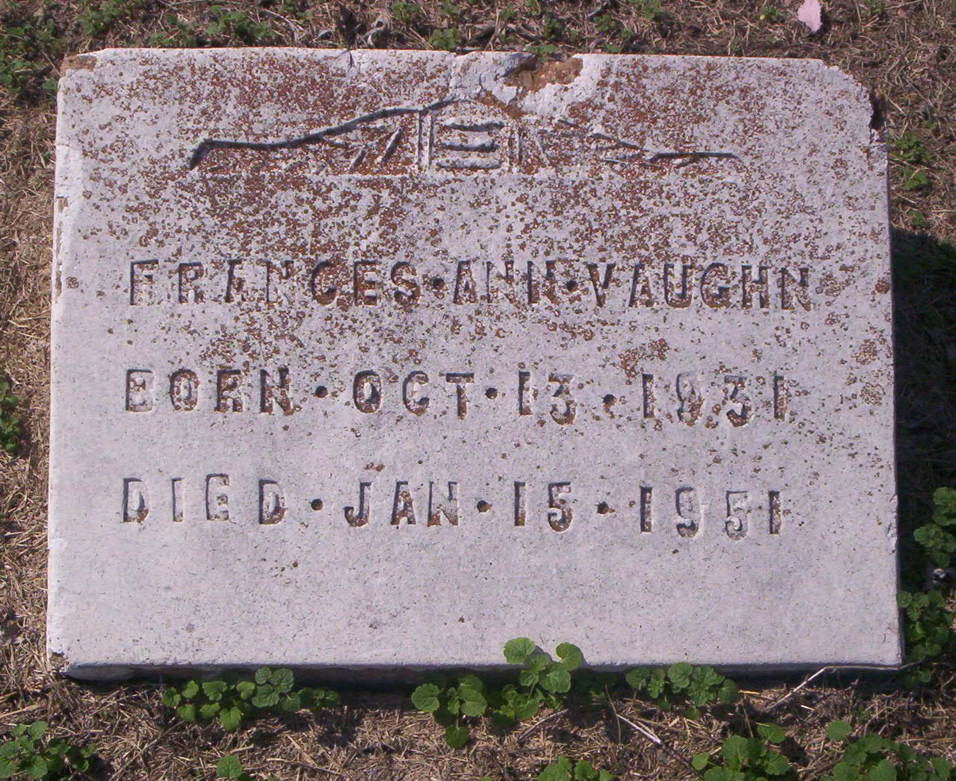 FRANCES·ANN·VAUGHN
BORN·OCT·13·1931
DIED·JAN·15·1951